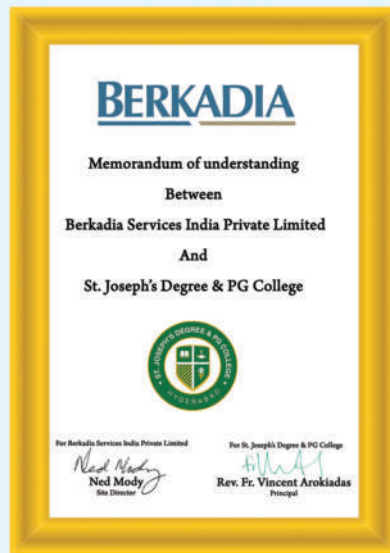 BERKADIA
Memorandum of understanding
Between
Berkadia Services India Private Limited
And
St. Joseph's Degree & PG College
ST. JOSEPH'S DEGREE & PG COLLEGE
HYDERABAD
For Berkadia Services India Private Limited
Ned Mody
Ned Mody
Site Director
For St. Joseph's Degree & PG College
Rev. Fr. Vincent Arokiadas
Principal